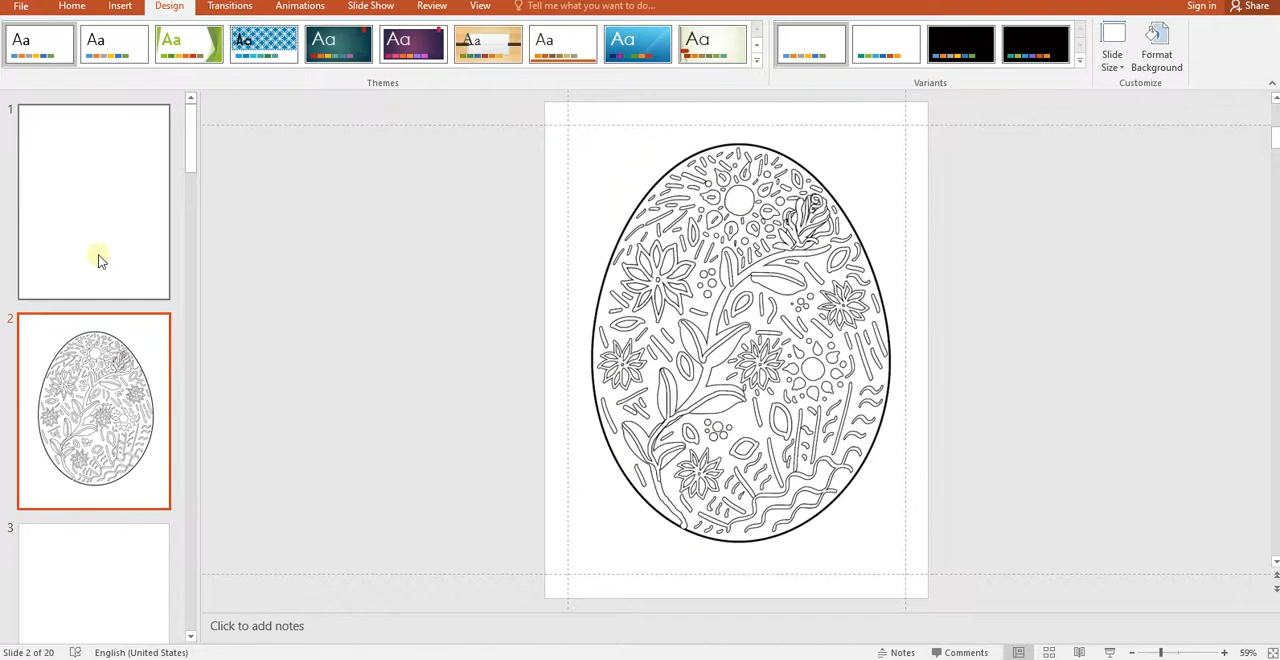 File Home Insert Design Transitions Animations Slide Show Review View Tell me what you want to do... Sign in Share
Aa Aa Aa Aa Aa Aa Aa Aa Aa Aa
Slide Size Format Background
Themes Variants Customize
1
2
3
Click to add notes
Slide 2 of 20 English (United States) Notes Comments 59%